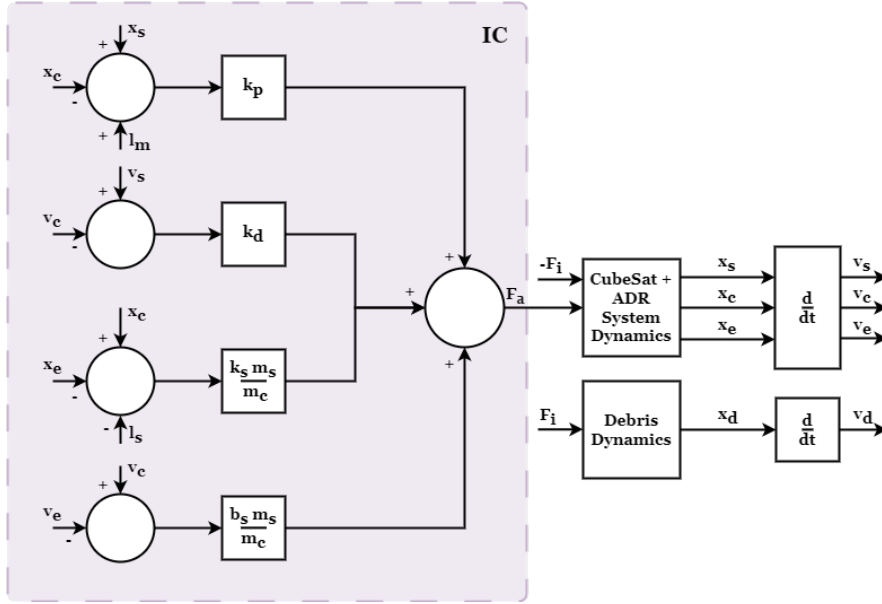 IC
x_s
+
x_c
-
k_p
+
l_m
v_s
+
v_c
-
k_d
x_c
+
x_e
-
k_s m_s
m_c
-
l_s
v_c
+
v_e
-
b_s m_s
m_c
+
+
+
F_a
-F_i
CubeSat +
ADR
System
Dynamics
x_s
x_c
x_e
d
dt
v_s
v_c
v_e
F_i
Debris
Dynamics
x_d
d
dt
v_d